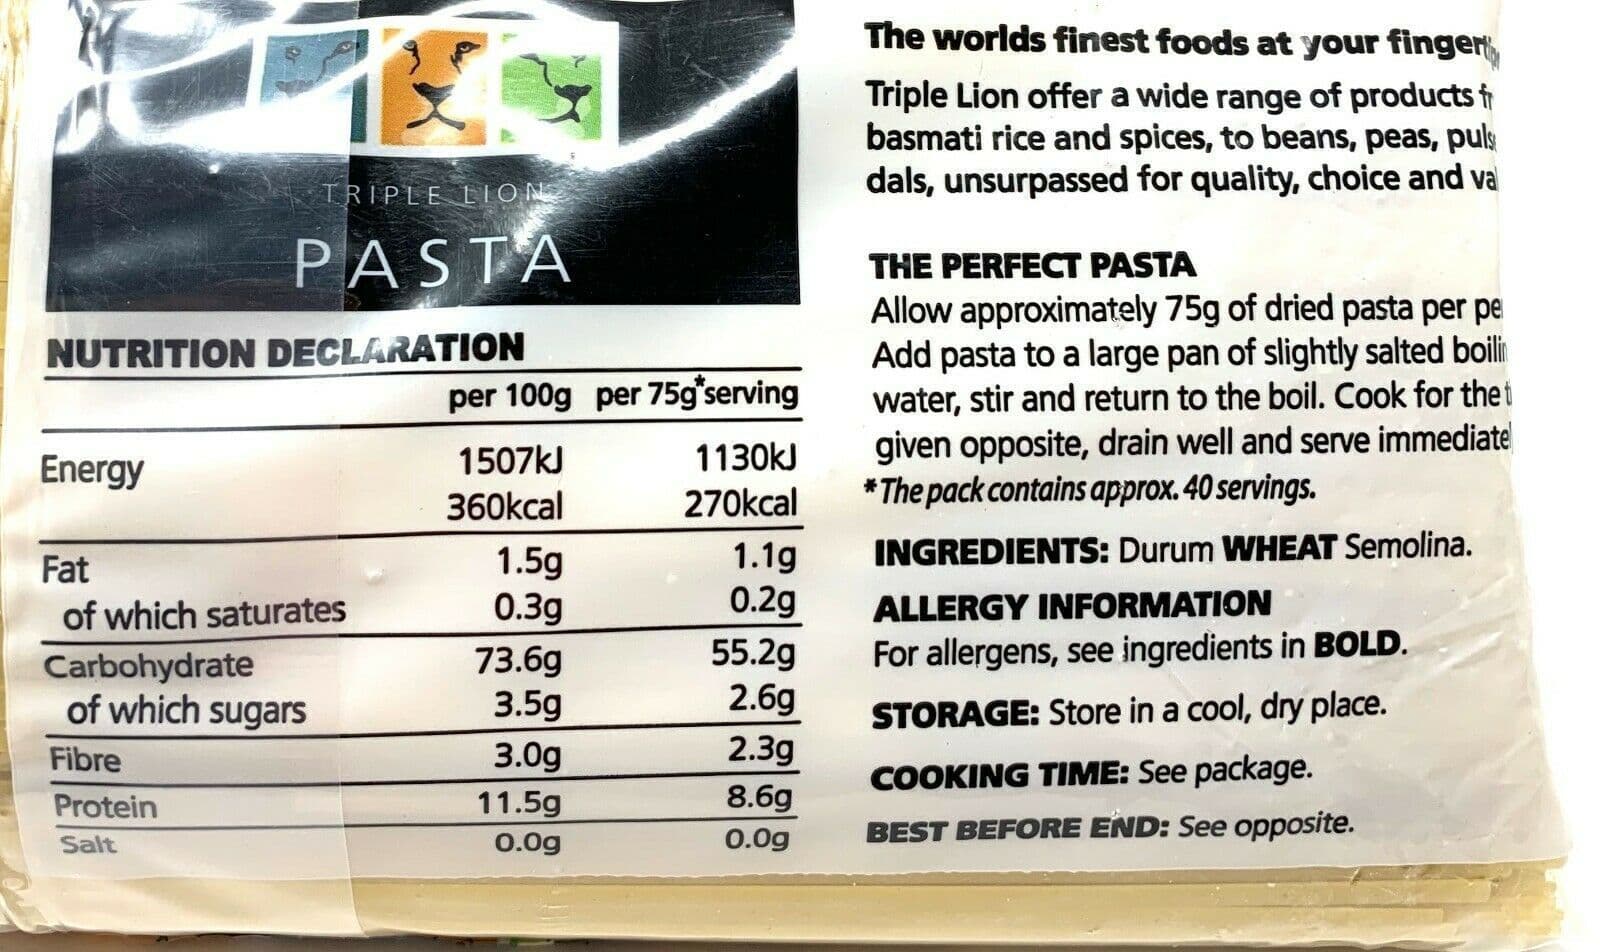 TRIPLE LION
PASTA
NUTRITION DECLARATION
per 100g per 75g*serving
Energy 1507kJ 1130kJ
360kcal 270kcal
Fat 1.5g 1.1g
of which saturates 0.3g 0.2g
Carbohydrate 73.6g 55.2g
of which sugars 3.5g 2.6g
Fibre 3.0g 2.3g
Protein 11.5g 8.6g
Salt 0.0g 0.0g
The worlds finest foods at your
Triple Lion offer a wide range of products
basmati rice and spices, to beans, peas,
dals, unsurpassed for quality, choice and
THE PERFECT PASTA
Allow approximately 75g of dried pasta per
Add pasta to a large pan of slightly salted
water, stir and return to the boil. Cook for the
given opposite, drain well and serve
*The pack contains approx. 40 servings.
INGREDIENTS: Durum WHEAT Semolina.
ALLERGY INFORMATION
For allergens, see ingredients in BOLD.
STORAGE: Store in a cool, dry place.
COOKING TIME: See package.
BEST BEFORE END: See opposite.